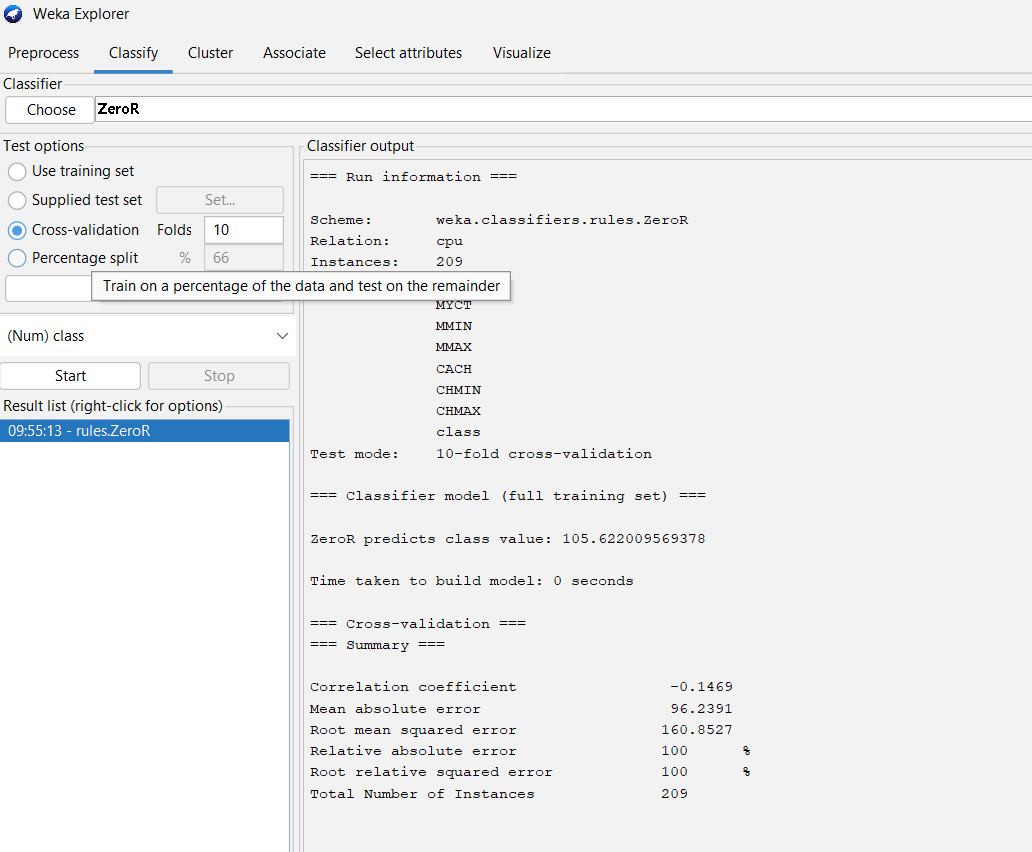 Weka Explorer
Preprocess Classify Cluster Associate Select attributes Visualize
Classifier
Choose ZeroR
Test options
Use training set
Supplied test set Set...
Cross-validation Folds 10
Percentage split % 66
Train on a percentage of the data and test on the remainder
(Num) class
Start Stop
Result list (right-click for options)
09:55:13 - rules.ZeroR
Classifier output
=== Run information ===
Scheme: weka.classifiers.rules.ZeroR
Relation: cpu
Instances: 209
MYCT
MMIN
MMAX
CACH
CHMIN
CHMAX
class
Test mode: 10-fold cross-validation
=== Classifier model (full training set) ===
ZeroR predicts class value: 105.622009569378
Time taken to build model: 0 seconds
=== Cross-validation ===
=== Summary ===
Correlation coefficient -0.1469
Mean absolute error 96.2391
Root mean squared error 160.8527
Relative absolute error 100 %
Root relative squared error 100 %
Total Number of Instances 209